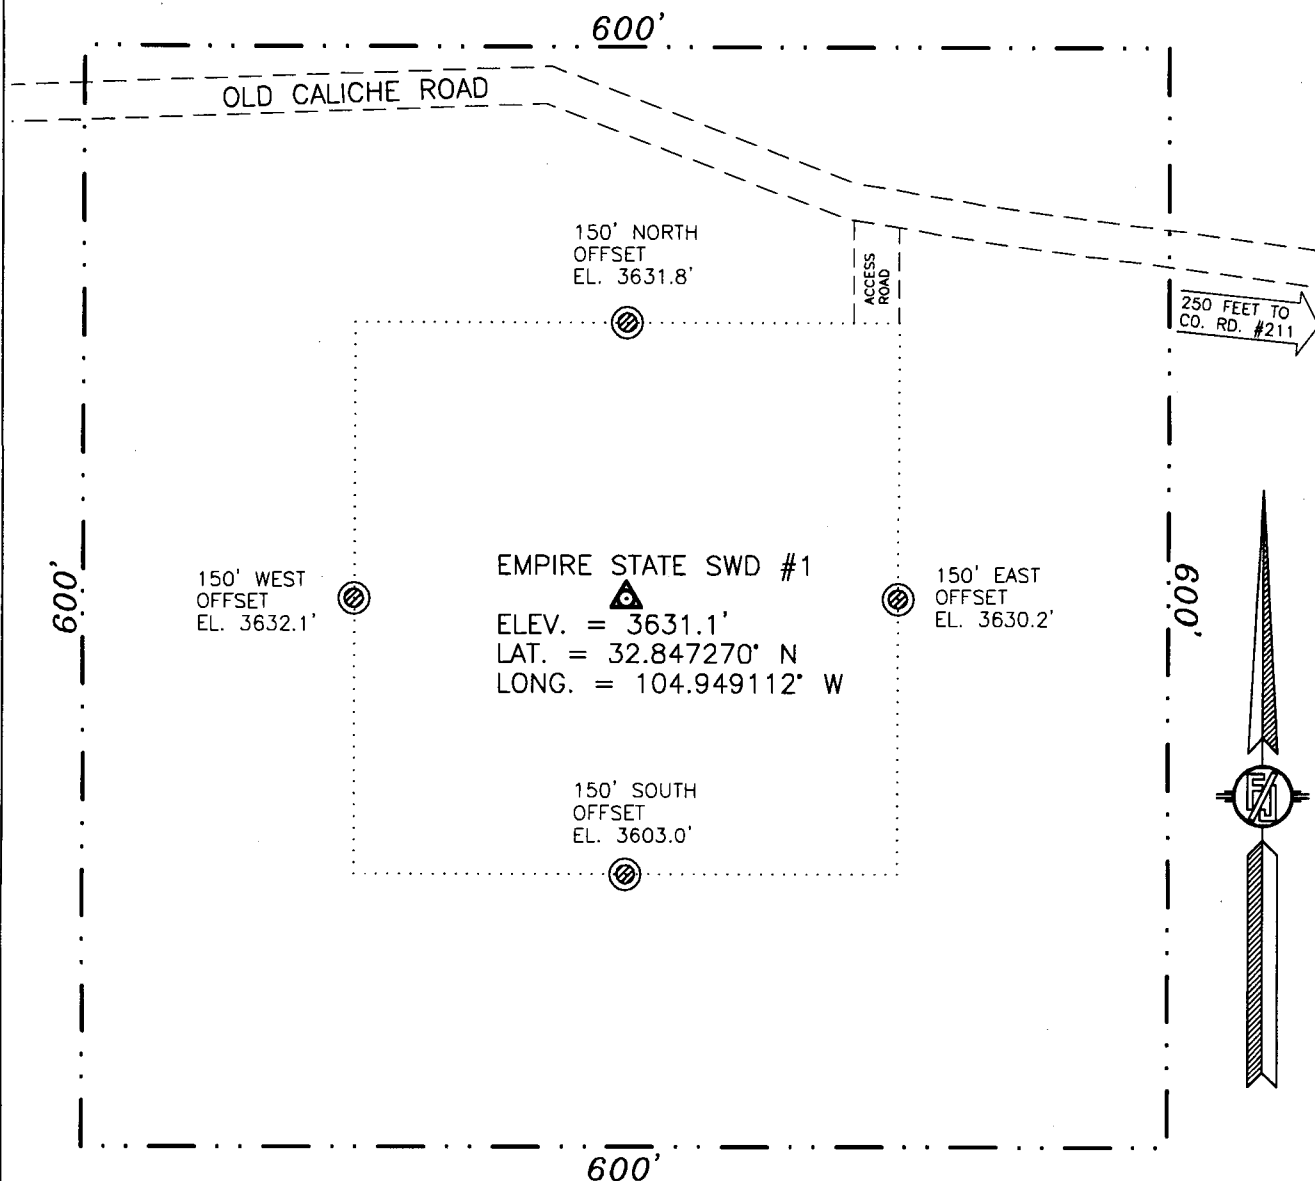 600'
OLD CALICHE ROAD
150' NORTH
OFFSET
EL. 3631.8'
ACCESS
ROAD
250 FEET TO
CO. RD. #211
600'
150' WEST
OFFSET
EL. 3632.1'
EMPIRE STATE SWD #1
ELEV. = 3631.1'
LAT. = 32.847270° N
LONG. = 104.949112° W
150' EAST
OFFSET
EL. 3630.2'
600'
150' SOUTH
OFFSET
EL. 3603.0'
600'